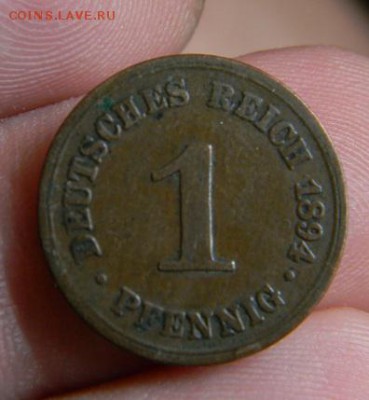 COINS.LAVE.RU
DEUTSCHES REICH 1894
1
PFENNIG